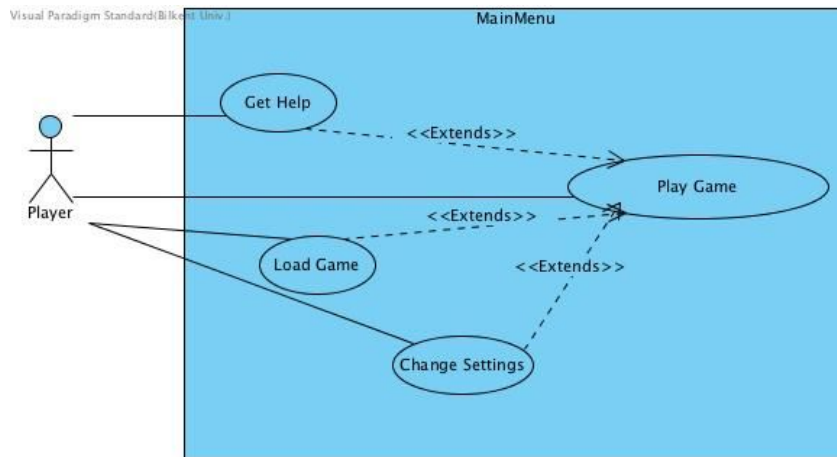 Visual Paradigm Standard(Bilkent Univ.)
MainMenu
Get Help
<<Extends>>
Play Game
Player
<<Extends>>
Load Game
<<Extends>>
Change Settings